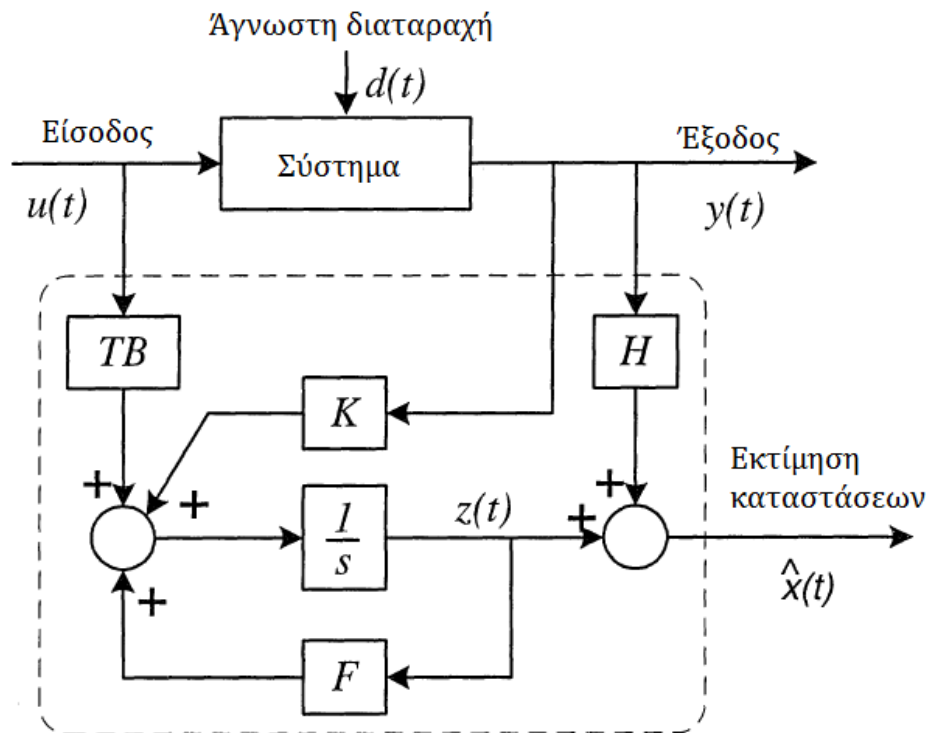 Άγνωστη διαταραχή
d(t)
Είσοδος
Σύστημα
Έξοδος
u(t)
y(t)
TB
H
K
+
+
+
+
1
s
z(t)
+
Εκτίμηση
καταστάσεων
x̂(t)
+
F